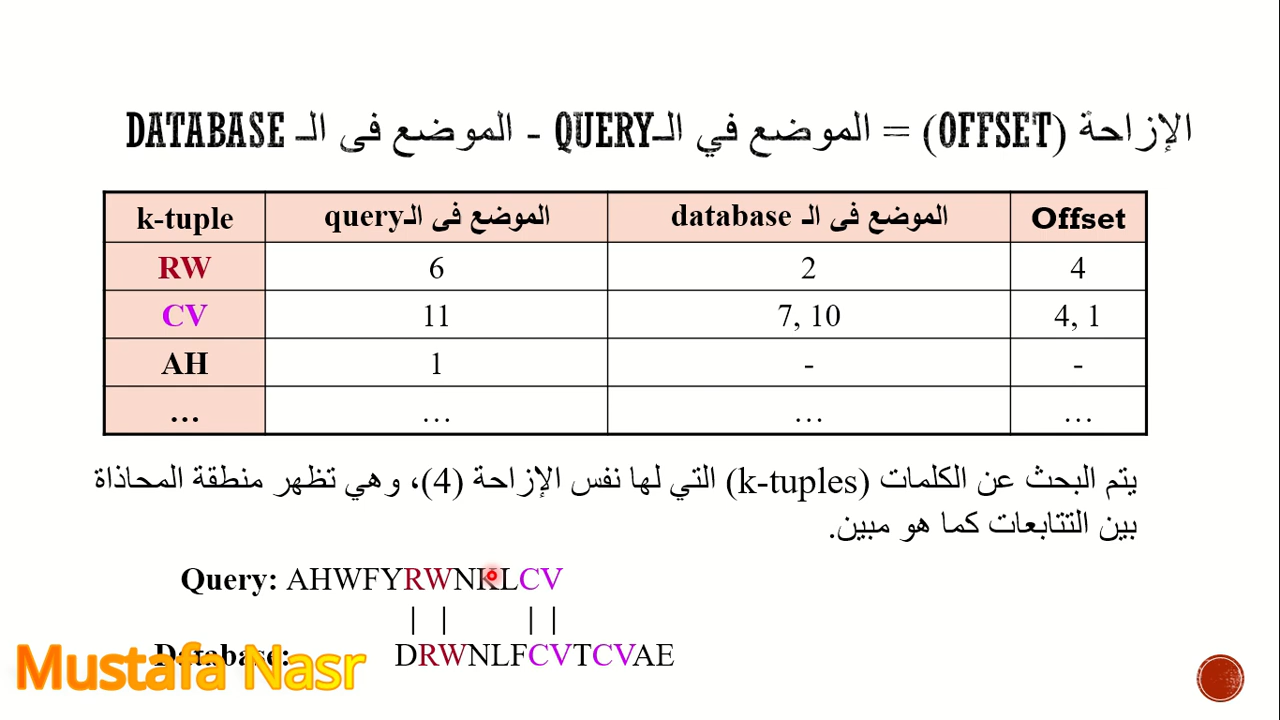 الإزاحة (OFFSET) = الموضع في الـQUERY - الموضع فى الـ DATABASE
k-tuple الموضع فى الـquery الموضع فى الـ database Offset
RW 6 2 4
CV 11 7, 10 4, 1
AH 1 - -
... ... ... ...
يتم البحث عن الكلمات (k-tuples) التي لها نفس الإزاحة (4)، وهي تظهر منطقة المحاذاة
بين التتابعات كما هو مبين.
Query: AHWFYRWNKLCV
| | | |
Database: DRWNLFCVTCVAE
Mustafa Nasr